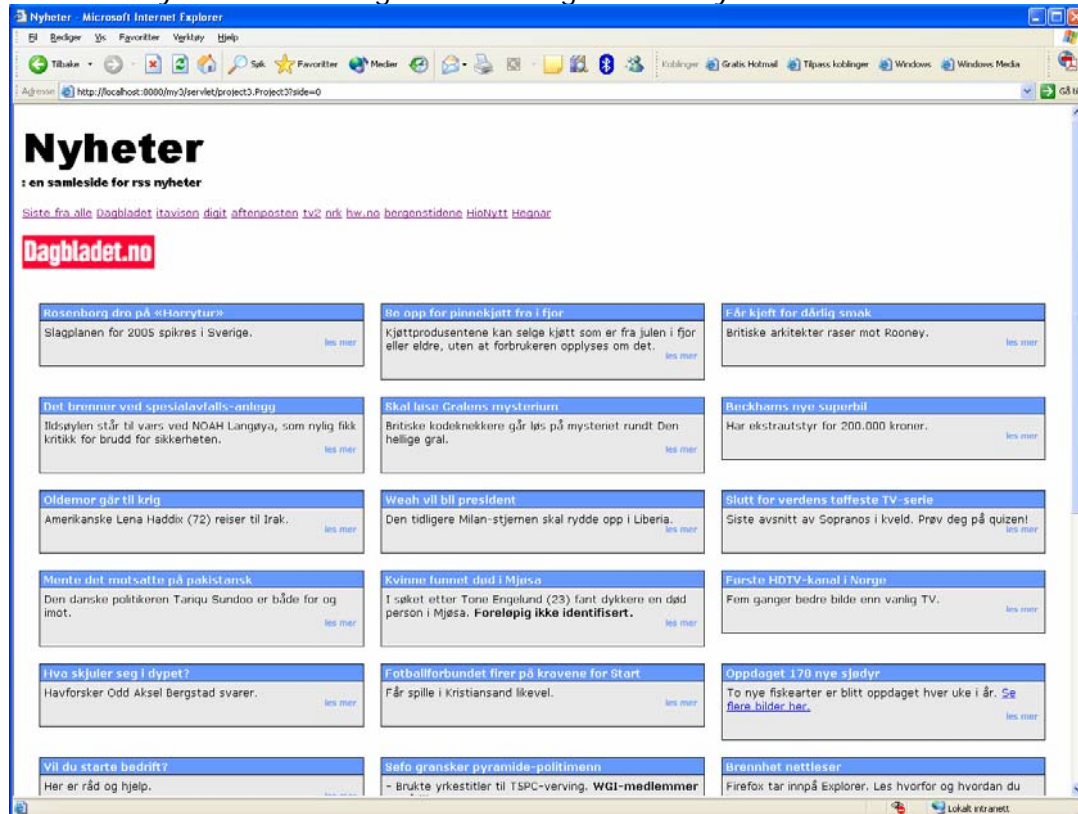 Nyheter - Microsoft Internet Explorer
Fil Rediger Vis Favoritter Verktøy Hjelp
Tilbake Søk Favoritter Medier Koblinger Gratis Hotmail Tilpass koblinger Windows Windows Media
Adresse http://localhost:8080/my3/servlet/project3.Project3?side=0 Gå til
Nyheter
: en samleside for rss nyheter
Siste fra alle Dagbladet itavisen digit aftenposten tv2 nrk hw.no bergenstidene HioNytt Hegnar
Dagbladet.no
Rosenborg dro på «Harrytur»
Slagplanen for 2005 spikres i Sverige.
les mer
Se opp for pinnekjøtt fra i fjor
Kjøttprodusentene kan selge kjøtt som er fra julen i fjor
eller eldre, uten at forbrukeren opplyses om det.
les mer
Får kjeft for dårlig smak
Britiske arkitekter raser mot Rooney.
les mer
Det brenner ved spesialavfalls-anlegg
Ildsøylen står til værs ved NOAH Langøya, som nylig fikk
kritikk for brudd for sikkerheten.
les mer
Skal løse Gralens mysterium
Britiske kodeknekkere går løs på mysteriet rundt Den
hellige gral.
les mer
Beckhams nye superbil
Har ekstrautstyr for 200.000 kroner.
les mer
Oldemor går til krig
Amerikanske Lena Haddix (72) reiser til Irak.
les mer
Weah vil bli president
Den tidligere Milan-stjernen skal rydde opp i Liberia.
les mer
Slutt for verdens tøffeste TV-serie
Siste avsnitt av Sopranos i kveld. Prøv deg på quizen!
les mer
Mente det motsatte på pakistansk
Den danske politikeren Tariqu Sundoo er både for og
imot.
les mer
Kvinne funnet død i Mjøsa
I søket etter Tone Engelund (23) fant dykkere en død
person i Mjøsa. Foreløpig ikke identifisert.
les mer
Første HDTV-kanal i Norge
Fem ganger bedre bilde enn vanlig TV.
les mer
Hva skjuler seg i dypet?
Havforsker Odd Aksel Bergstad svarer.
les mer
Fotballforbundet firer på kravene for Start
Får spille i Kristiansand likevel.
les mer
Oppdaget 178 nye sjødyr
To nye fiskearter er blitt oppdaget hver uke i år. Se
flere bilder her.
les mer
Vil du starte bedrift?
Her er råd og hjelp.
Sefo gransker pyramide-politimenn
- Brukte yrkestitler til T5PC-verving. WGI-medlemmer
Brennhet nettleser
Firefox tar innpå Explorer. Les hvorfor og hvordan du
Lokalt intranett